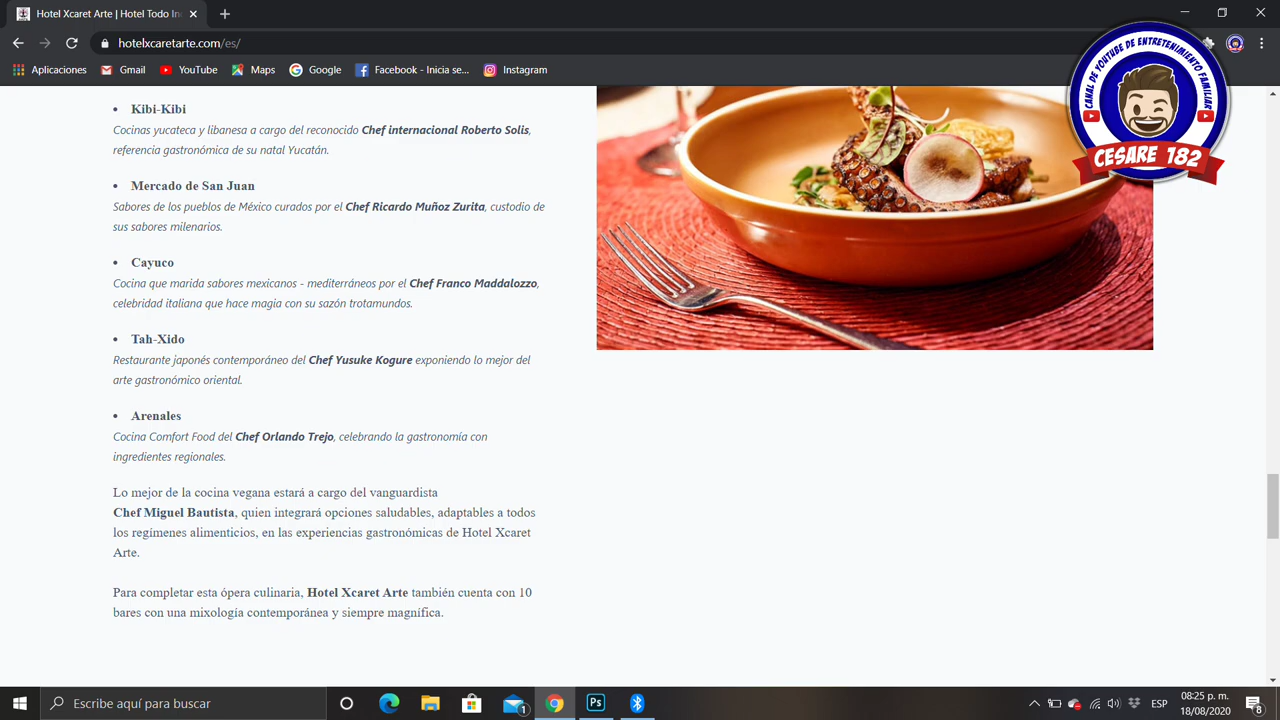 Hotel Xcaret Arte | Hotel Todo In
hotelxcaretarte.com/es/
Aplicaciones
Gmail
YouTube
Maps
Google
Facebook - Inicia se...
Instagram
CANAL DE YOUTUBE DE ENTRETENIMIENTO FAMILIAR
CESARE 182
• Kibi-Kibi
Cocinas yucateca y libanesa a cargo del reconocido Chef internacional Roberto Solis,
referencia gastronómica de su natal Yucatán.
• Mercado de San Juan
Sabores de los pueblos de México curados por el Chef Ricardo Muñoz Zurita, custodio de
sus sabores milenarios.
• Cayuco
Cocina que marida sabores mexicanos - mediterráneos por el Chef Franco Maddalozzo,
celebridad italiana que hace magia con su sazón trotamundos.
• Tah-Xido
Restaurante japonés contemporáneo del Chef Yusuke Kogure exponiendo lo mejor del
arte gastronómico oriental.
• Arenales
Cocina Comfort Food del Chef Orlando Trejo, celebrando la gastronomía con
ingredientes regionales.
Lo mejor de la cocina vegana estará a cargo del vanguardista
Chef Miguel Bautista, quien integrará opciones saludables, adaptables a todos
los regímenes alimenticios, en las experiencias gastronómicas de Hotel Xcaret
Arte.
Para completar esta ópera culinaria, Hotel Xcaret Arte también cuenta con 10
bares con una mixología contemporánea y siempre magnífica.
Escribe aquí para buscar
1
Ps
ESP
08:25 p. m.
18/08/2020
8